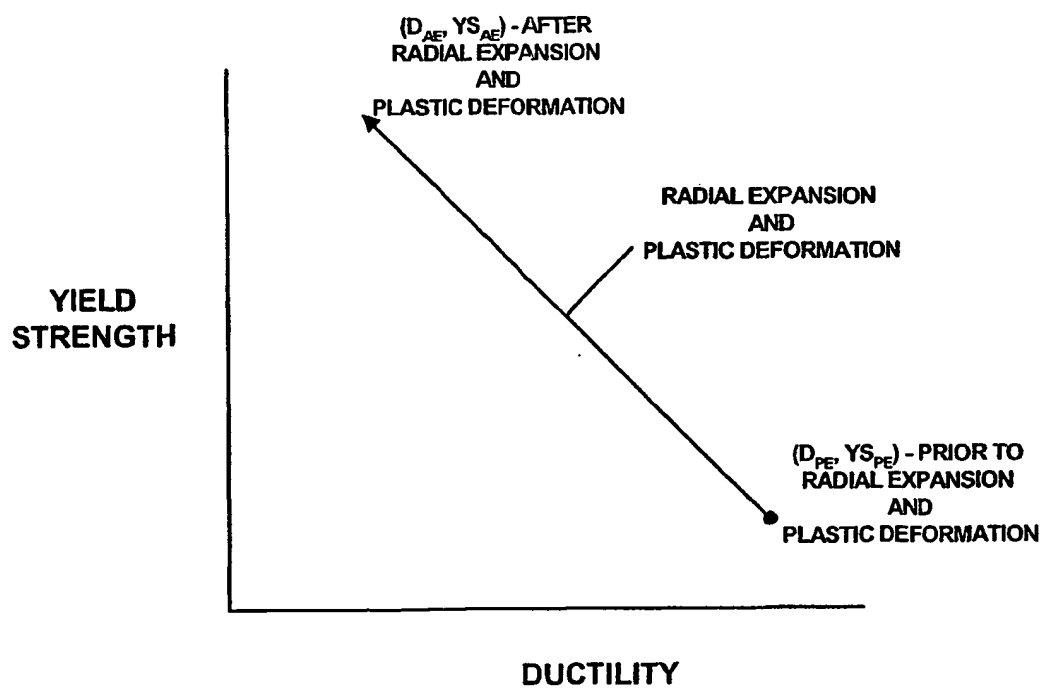 (D_AE, YS_AE) - AFTER
RADIAL EXPANSION
AND
PLASTIC DEFORMATION
RADIAL EXPANSION
AND
PLASTIC DEFORMATION
YIELD
STRENGTH
(D_PE, YS_PE) - PRIOR TO
RADIAL EXPANSION
AND
PLASTIC DEFORMATION
DUCTILITY